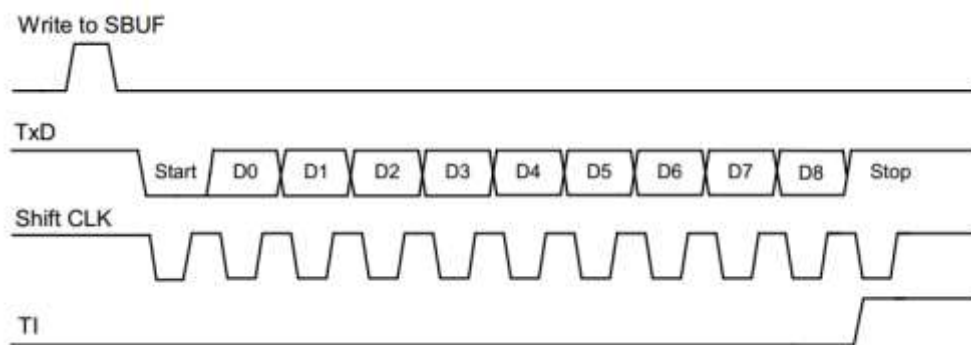 Write to SBUF
TxD
Start D0 D1 D2 D3 D4 D5 D6 D7 D8 Stop
Shift CLK
TI